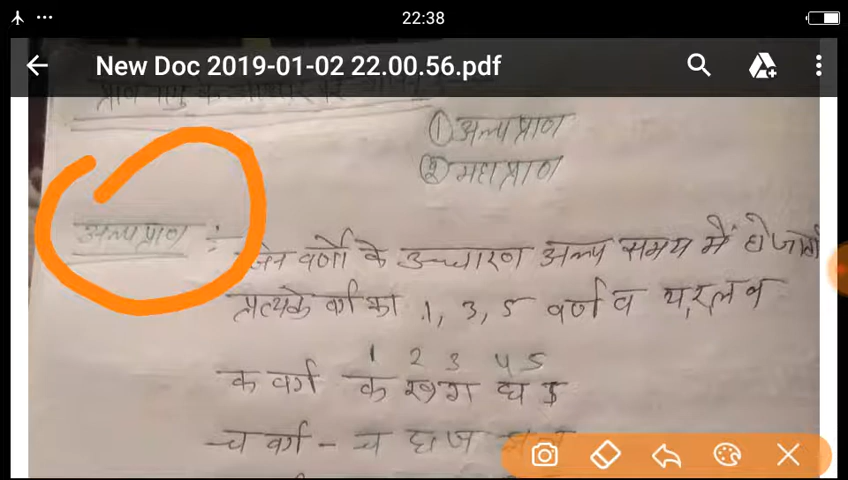 22:38
New Doc 2019-01-02 22.00.56.pdf
① अल्पप्राण
② महाप्राण
अल्पप्राण :- जिन वर्णो के उच्चारण अल्प समय में हो जाये
प्रत्यके वर्ग का 1, 3, 5 वर्ण व य,र,ल,व
1 2 3 4 5
क वर्ग क ख ग घ ङ
च वर्ग - च छ ज झ ञ